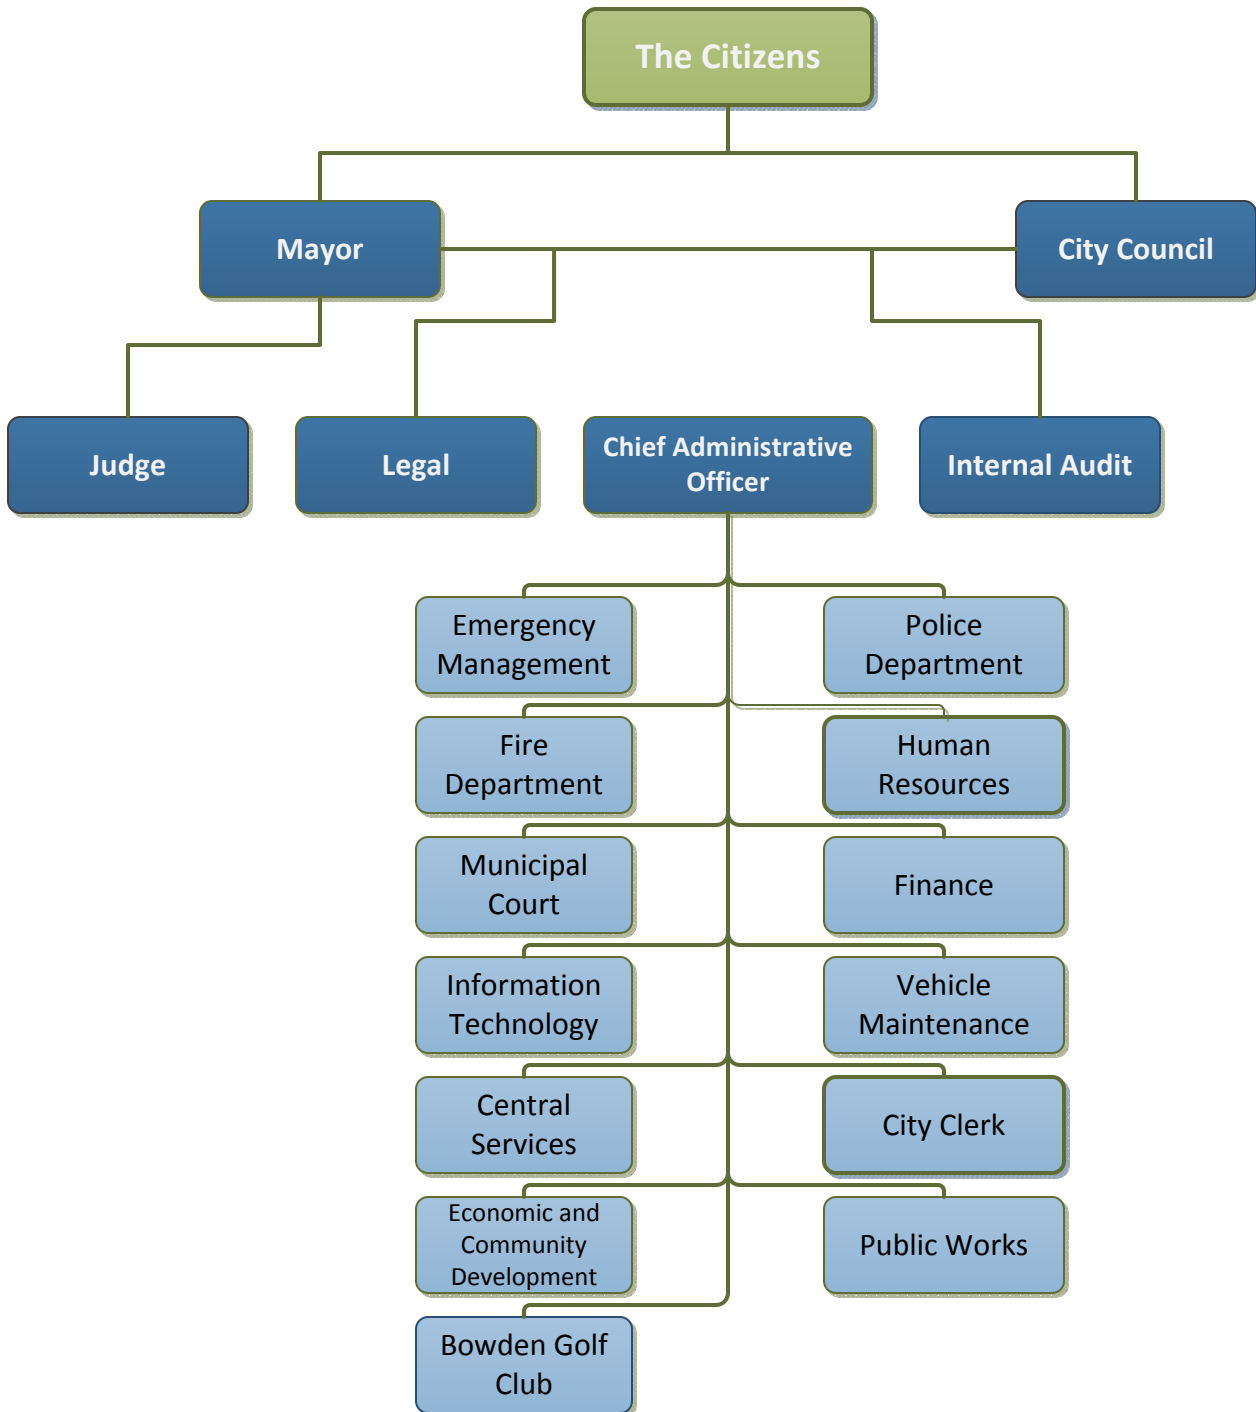 The Citizens
Mayor
City Council
Judge
Legal
Chief Administrative
Officer
Internal Audit
Emergency
Management
Police
Department
Fire
Department
Human
Resources
Municipal
Court
Finance
Information
Technology
Vehicle
Maintenance
Central
Services
City Clerk
Economic and
Community
Development
Public Works
Bowden Golf
Club